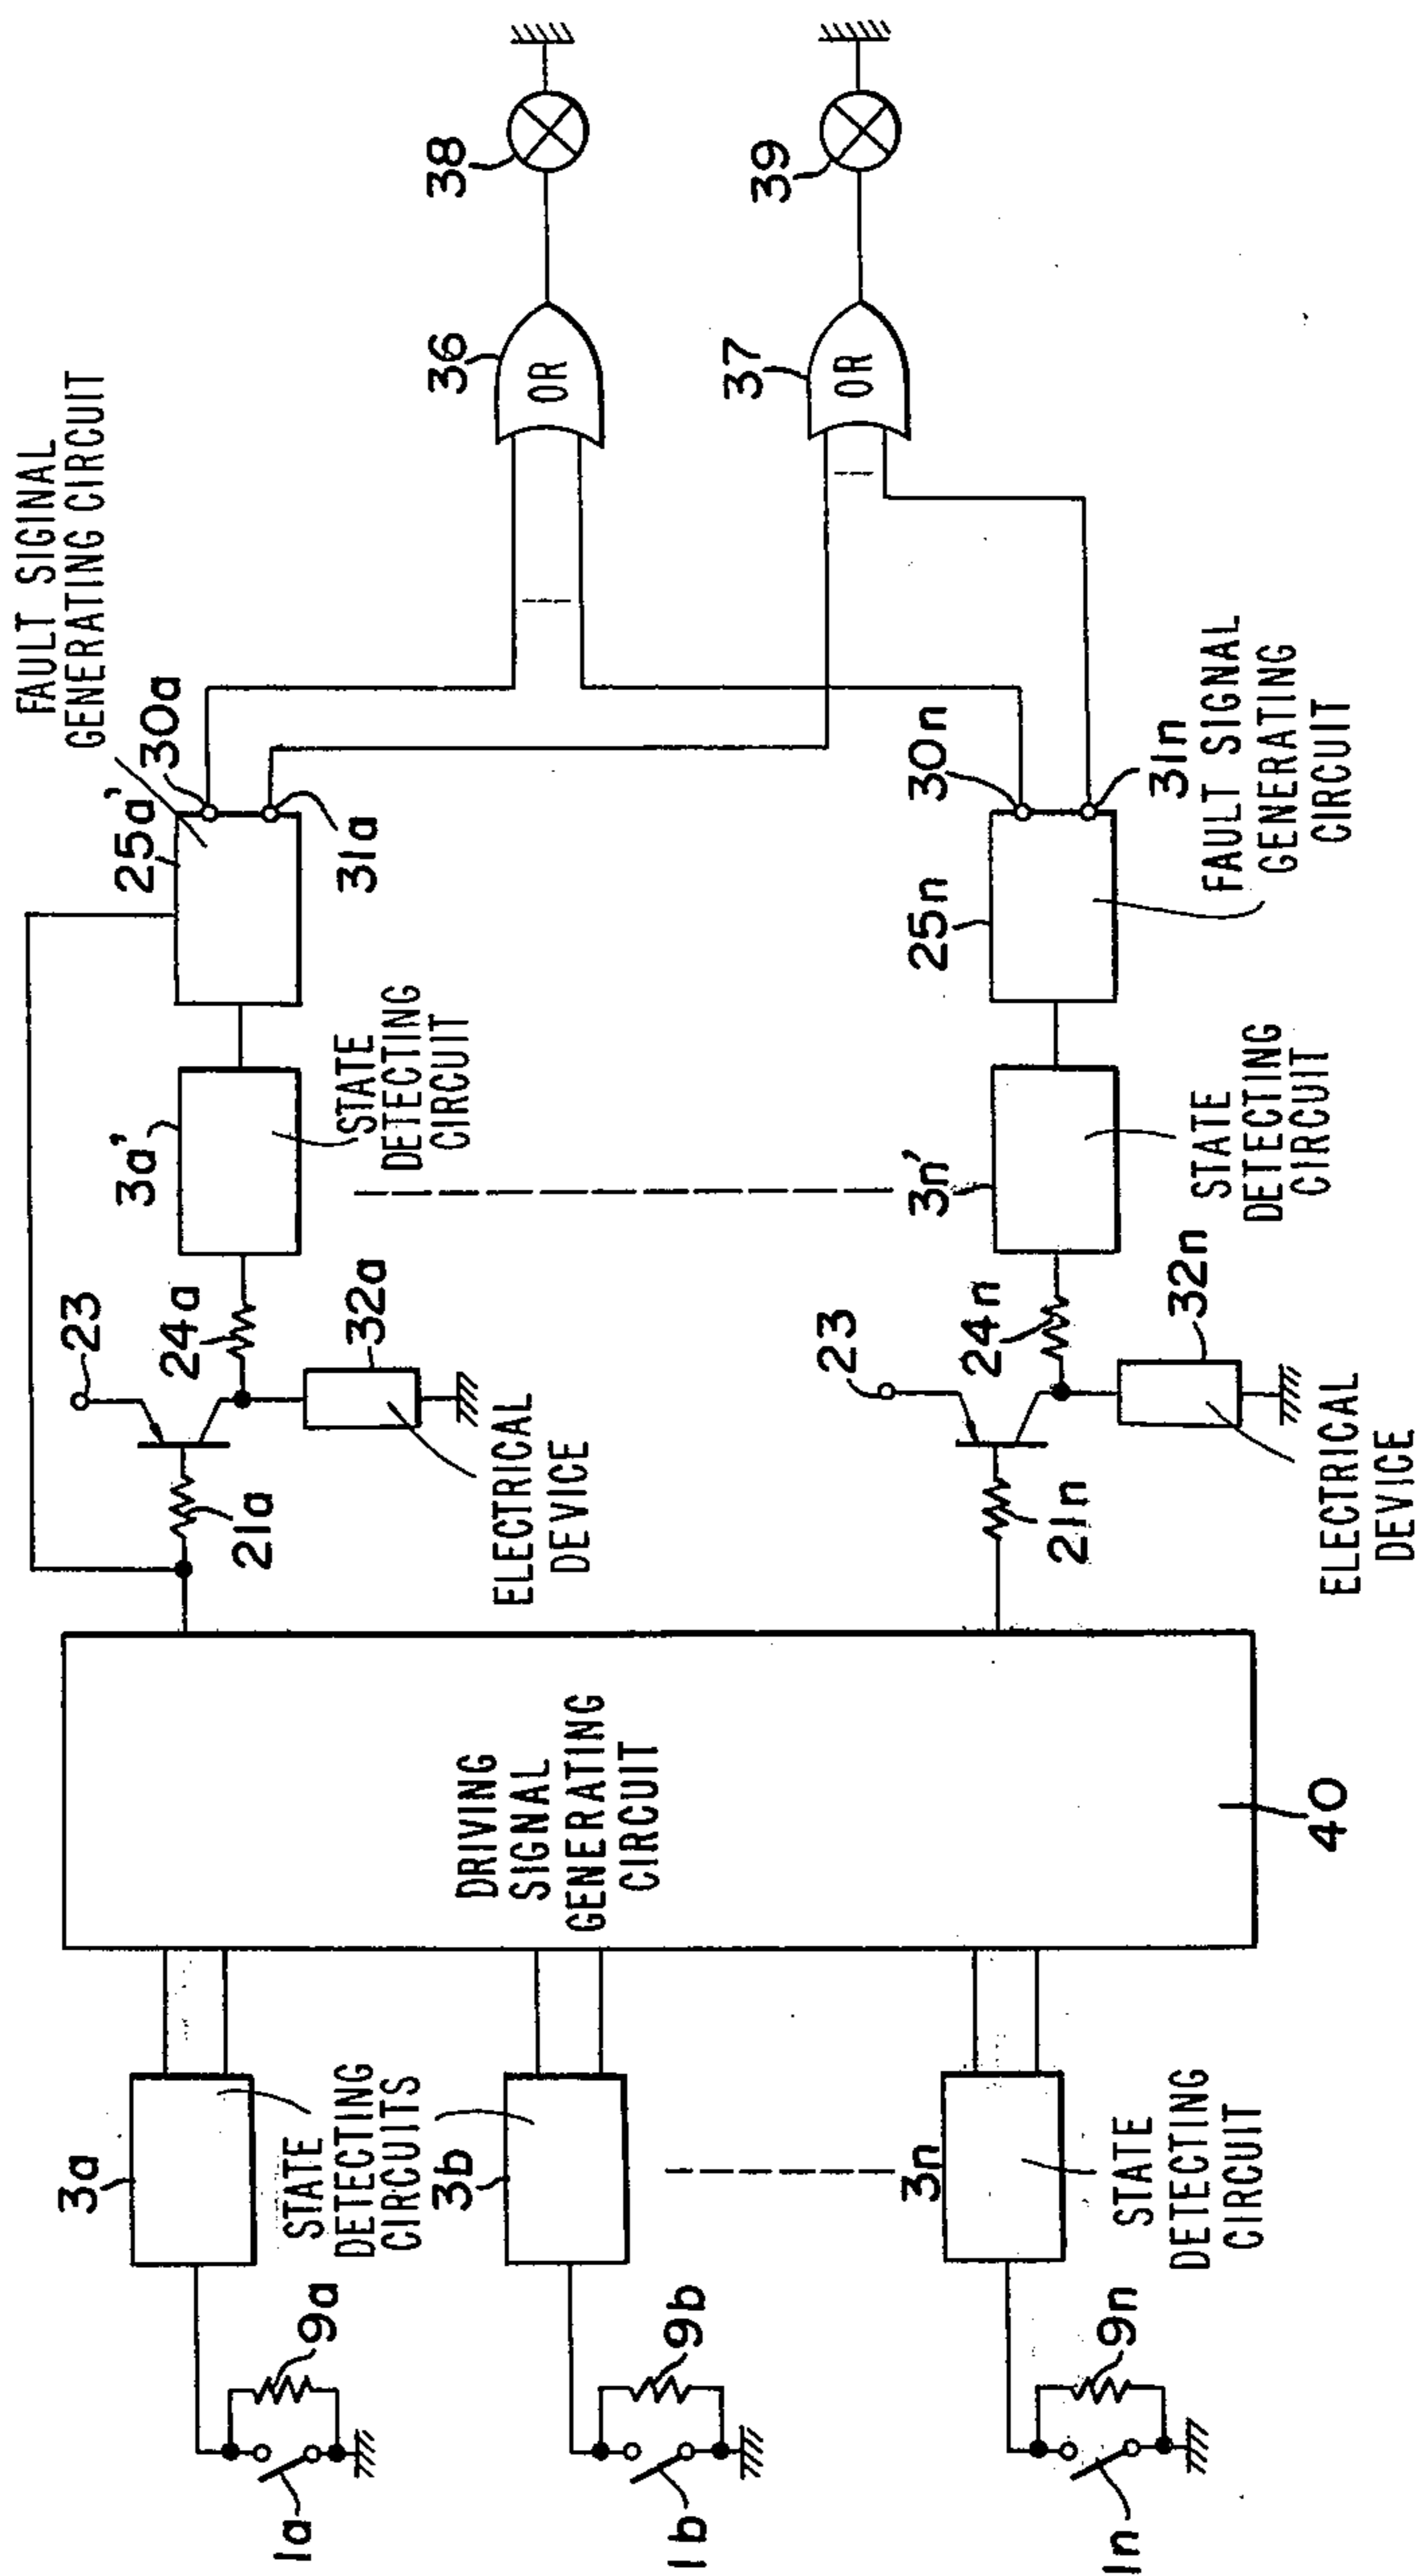 FAULT SIGINAL
GENERATING CIRCUIT
25a'
30a
31a
36
OR
38
37
OR
39
3a'
STATE
DETECTING
CIRCUIT
23
24a
32a
21a
ELECTRICAL
DEVICE
25n
30n
31n
FAULT SIGNAL
GENERATING
CIRCUIT
3n'
STATE
DETECTING
CIRCUIT
23
24n
32n
21n
ELECTRICAL
DEVICE
DRIVING
SIGNAL
GENERATING
CIRCUIT
40
3a
STATE
DETECTING
CIRCUITS
3b
3n
STATE
DETECTING
CIRCUIT
1a
9a
1b
9b
1n
9n